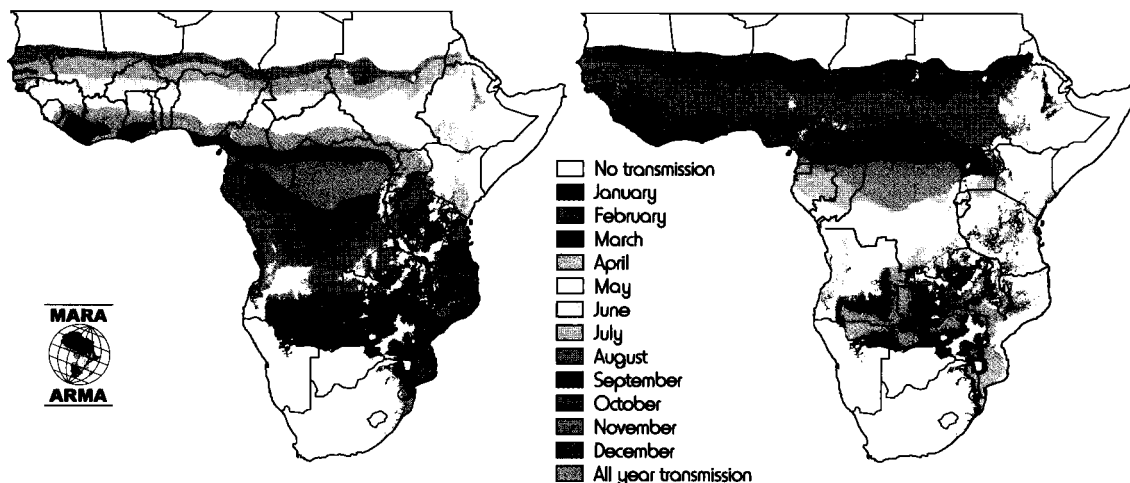 No transmission
January
February
March
April
May
June
July
August
September
October
November
December
All year transmission
MARA
ARMA